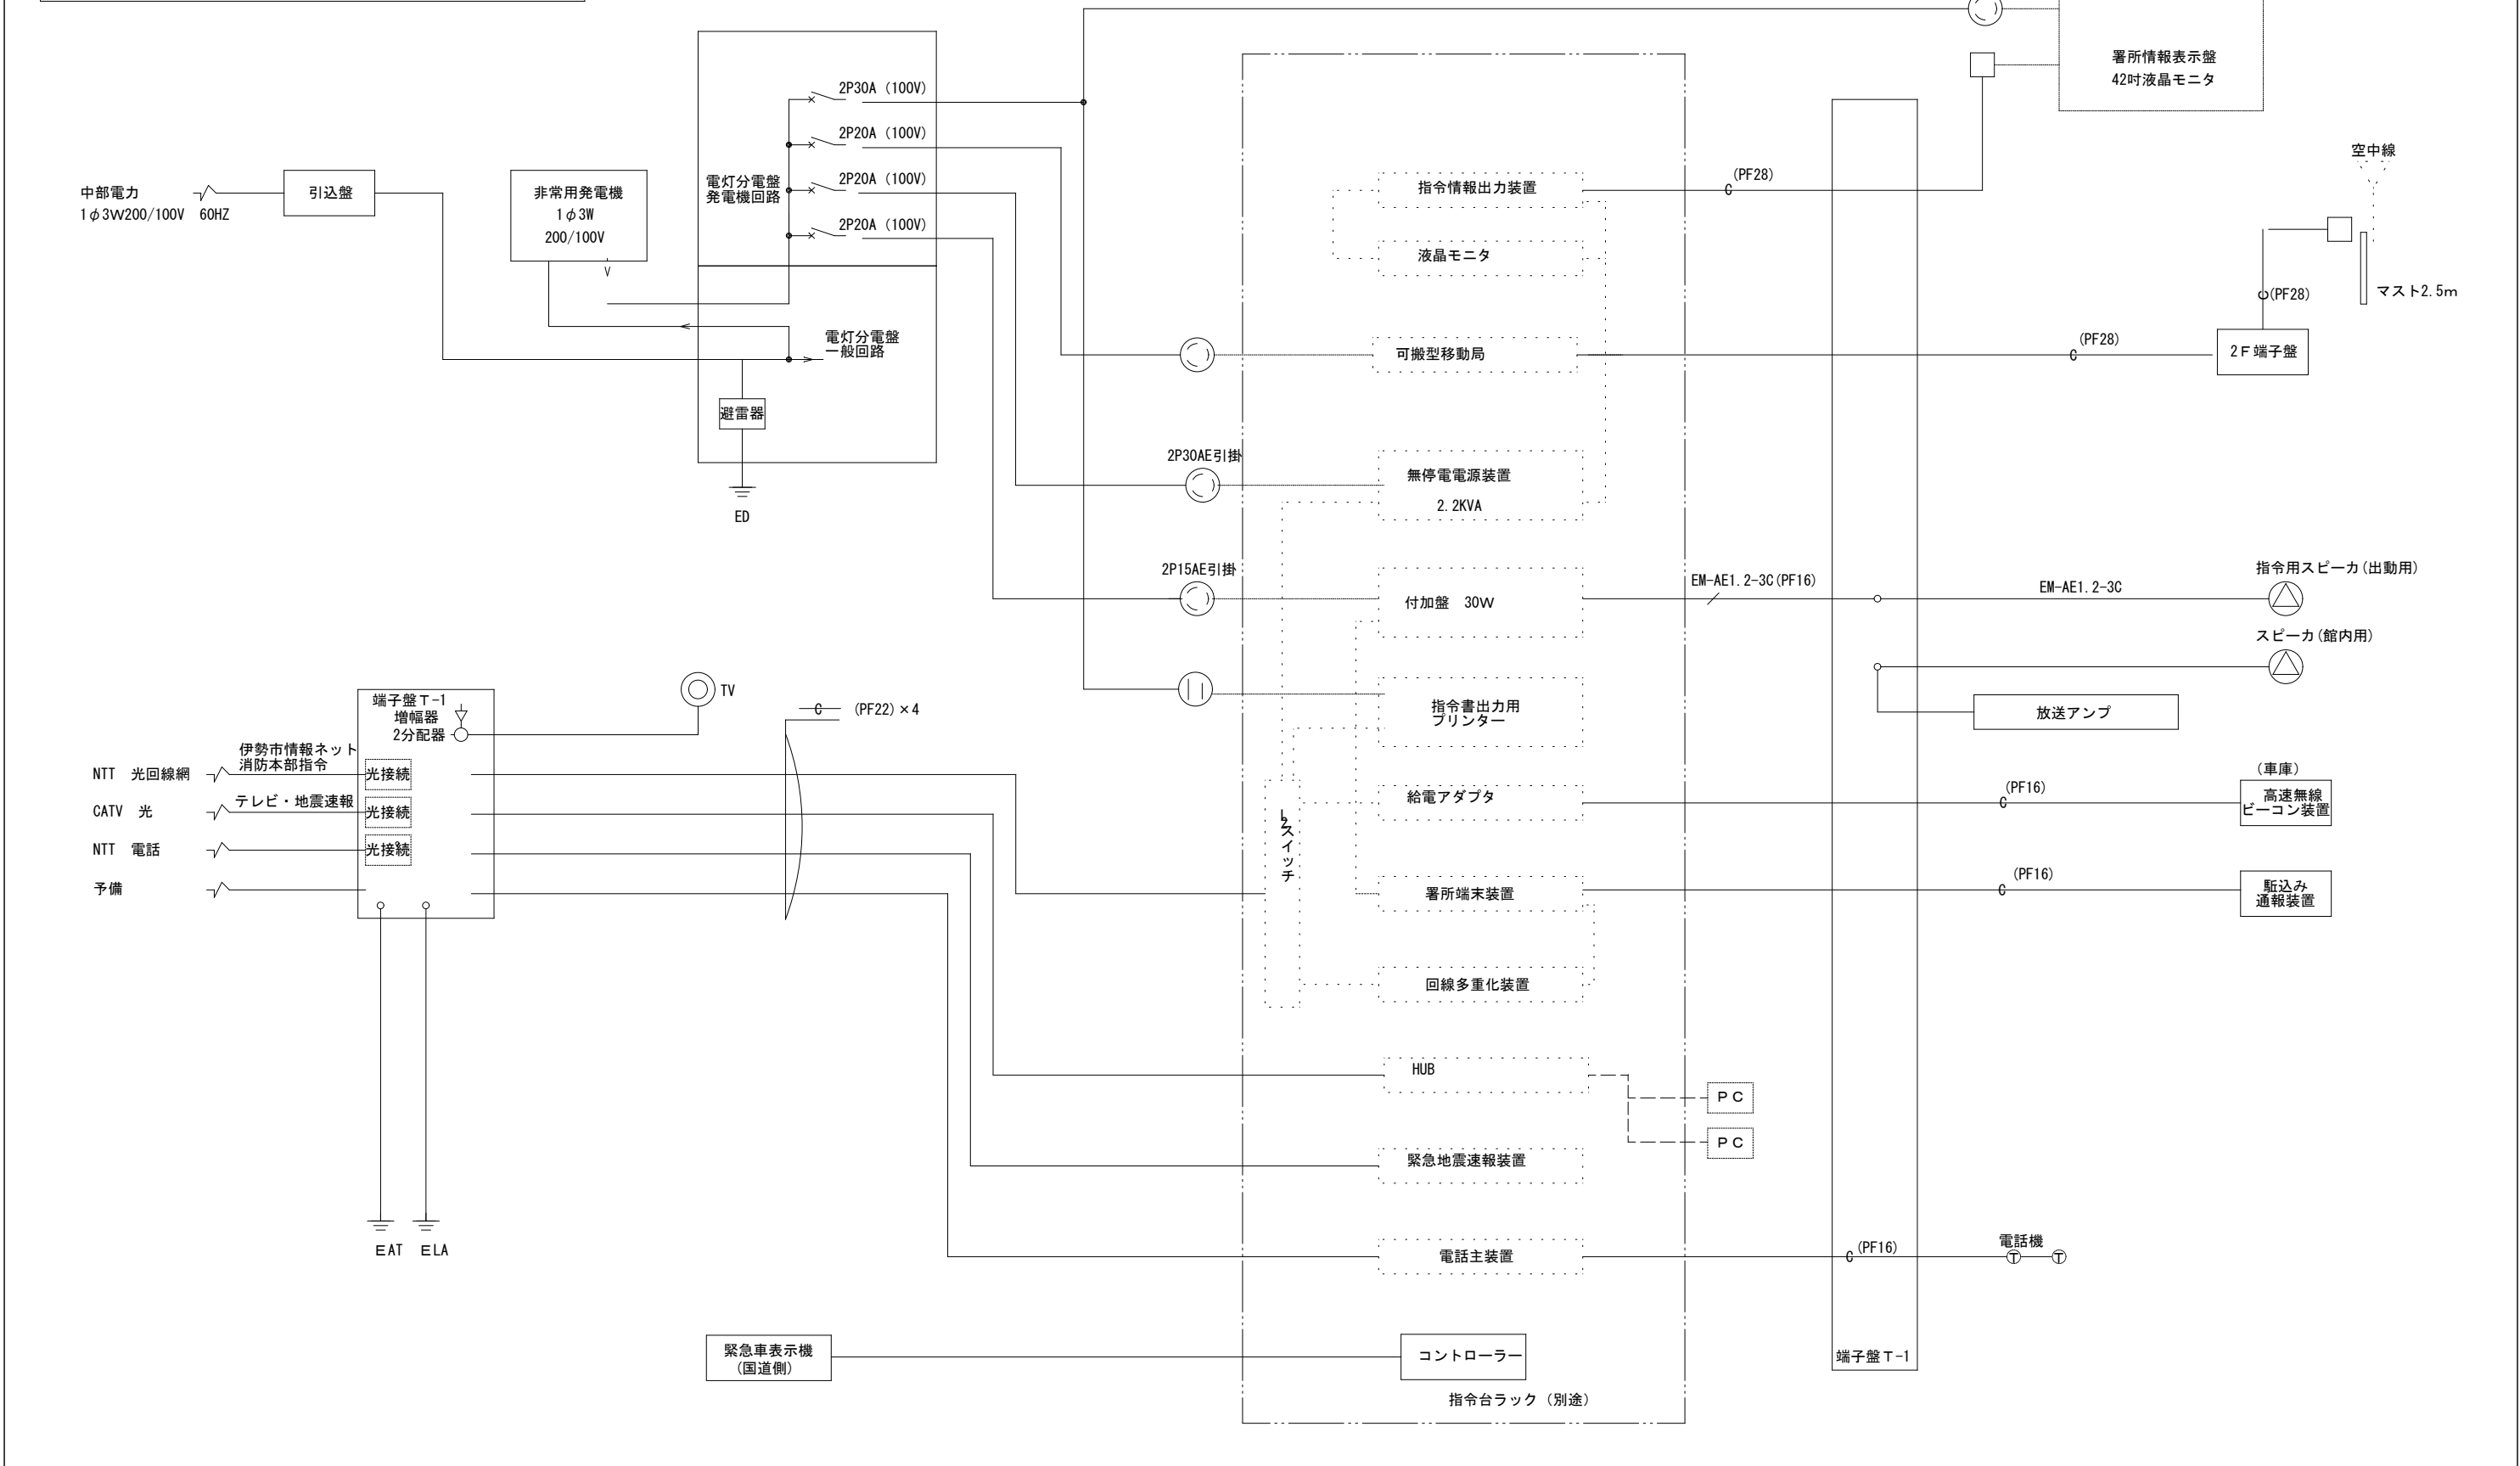 署所情報表示盤
42吋液晶モニタ
2P30A (100V)
2P20A (100V)
2P20A (100V)
2P20A (100V)
電灯分電盤
発電機回路
中部電力
1φ3W200/100V 60HZ
引込盤
非常用発電機
1φ3W
200/100V
電灯分電盤
一般回路
避雷器
ED
指令情報出力装置
(PF28)
液晶モニタ
空中線
(PF28)
マスト2.5m
可搬型移動局
(PF28)
2F端子盤
2P30AE引掛
無停電電源装置
2.2KVA
2P15AE引掛
付加盤 30W
EM-AE1.2-3C(PF16)
EM-AE1.2-3C
指令用スピーカ(出動用)
スピーカ(館内用)
放送アンプ
指令書出力用
プリンター
端子盤T-1
増幅器
2分配器
TV
C (PF22)×4
NTT 光回線網
伊勢市情報ネット
消防本部指令
光接続
CATV 光
テレビ・地震速報
光接続
NTT 電話
光接続
予備
L2スイッチ
給電アダプタ
(PF16)
(車庫)
高速無線
ビーコン装置
署所端末装置
(PF16)
駈込み
通報装置
回線多重化装置
HUB
PC
PC
緊急地震速報装置
EAT ELA
電話主装置
(PF16)
電話機
T T
緊急車表示機
(国道側)
コントローラー
端子盤T-1
指令台ラック (別途)